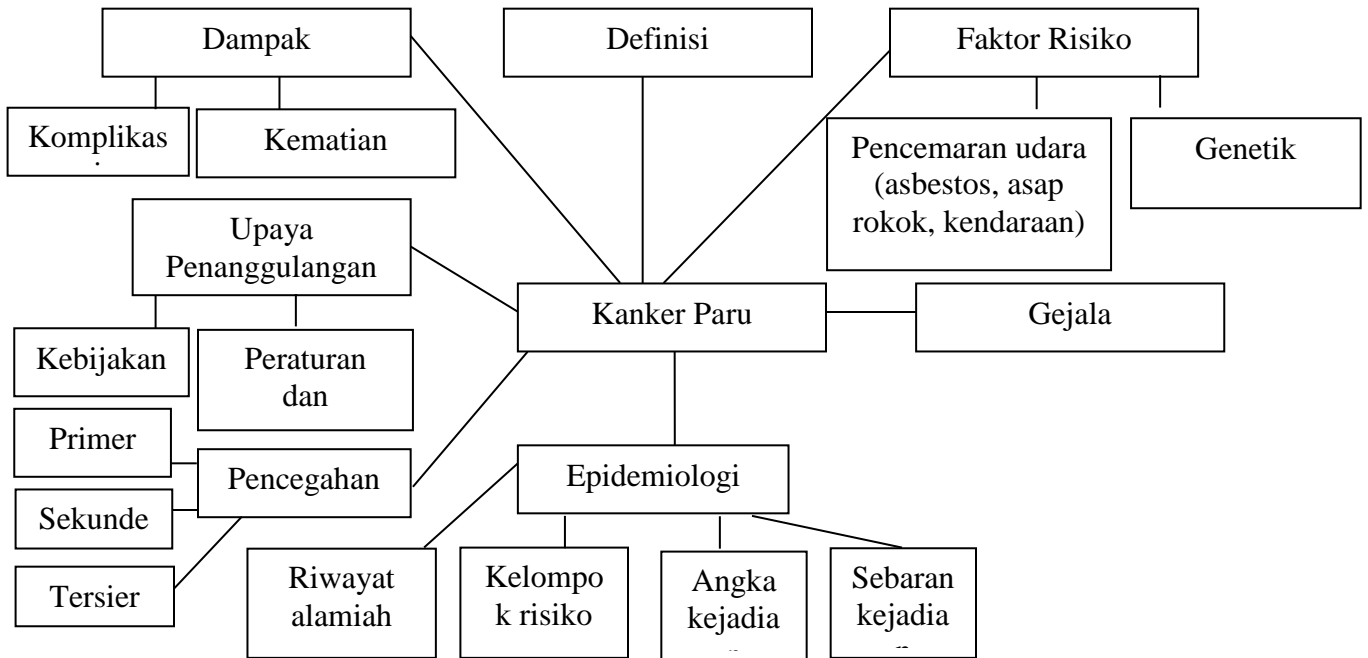 Dampak
Definisi
Faktor Risiko
Komplikas
Kematian
Pencemaran udara
(asbestos, asap
rokok, kendaraan)
Genetik
Upaya
Penanggulangan
Kanker Paru
Gejala
Kebijakan
Peraturan
dan
Primer
Pencegahan
Sekunde
Tersier
Epidemiologi
Riwayat
alamiah
Kelompo
k risiko
Angka
kejadia
Sebaran
kejadia